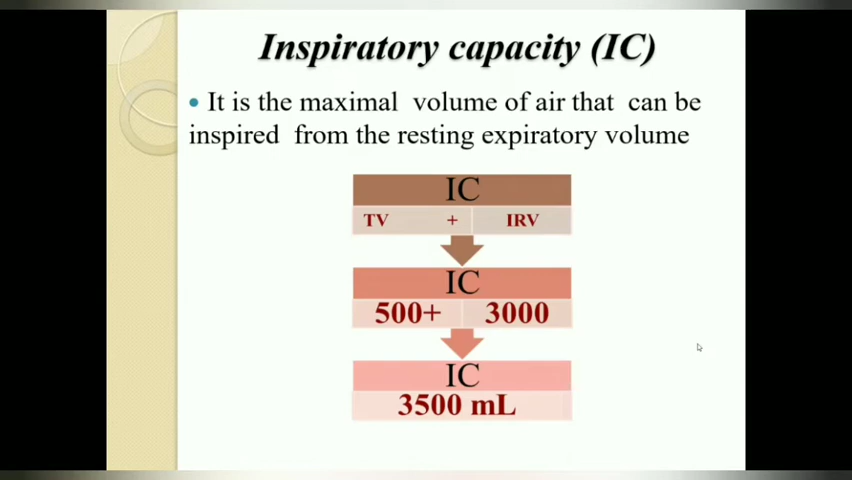 Inspiratory capacity (IC)
• It is the maximal volume of air that can be
inspired from the resting expiratory volume
IC
TV + IRV
IC
500+ 3000
IC
3500 mL